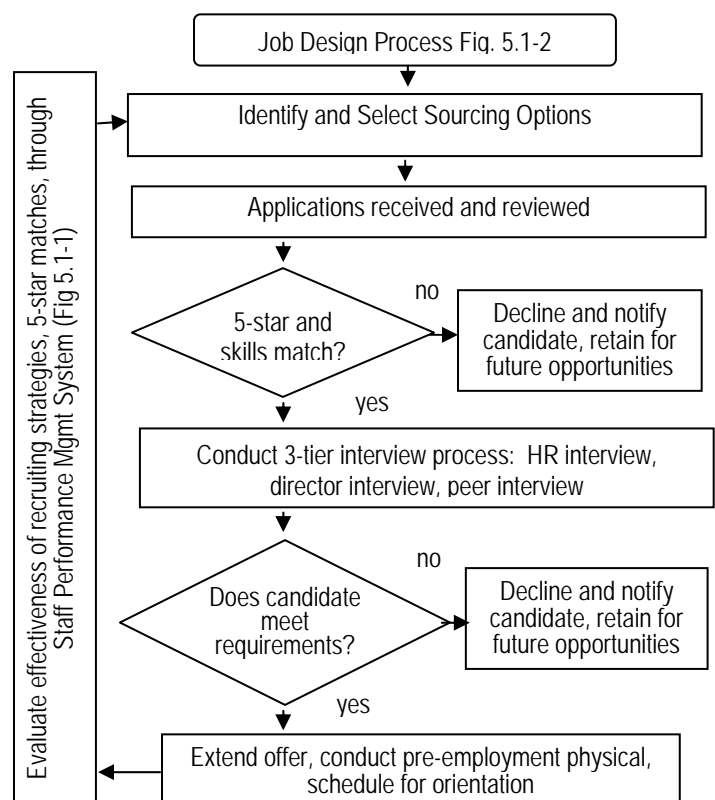 Job Design Process Fig. 5.1-2
Identify and Select Sourcing Options
Applications received and reviewed
5-star and
skills match?
no
Decline and notify
candidate, retain for
future opportunities
yes
Conduct 3-tier interview process:  HR interview,
director interview, peer interview
Does candidate
meet
requirements?
no
Decline and notify
candidate, retain for
future opportunities
yes
Extend offer, conduct pre-employment physical,
schedule for orientation
Evaluate effectiveness of recruiting strategies, 5-star matches, through
Staff Performance Mgmt System (Fig 5.1-1)